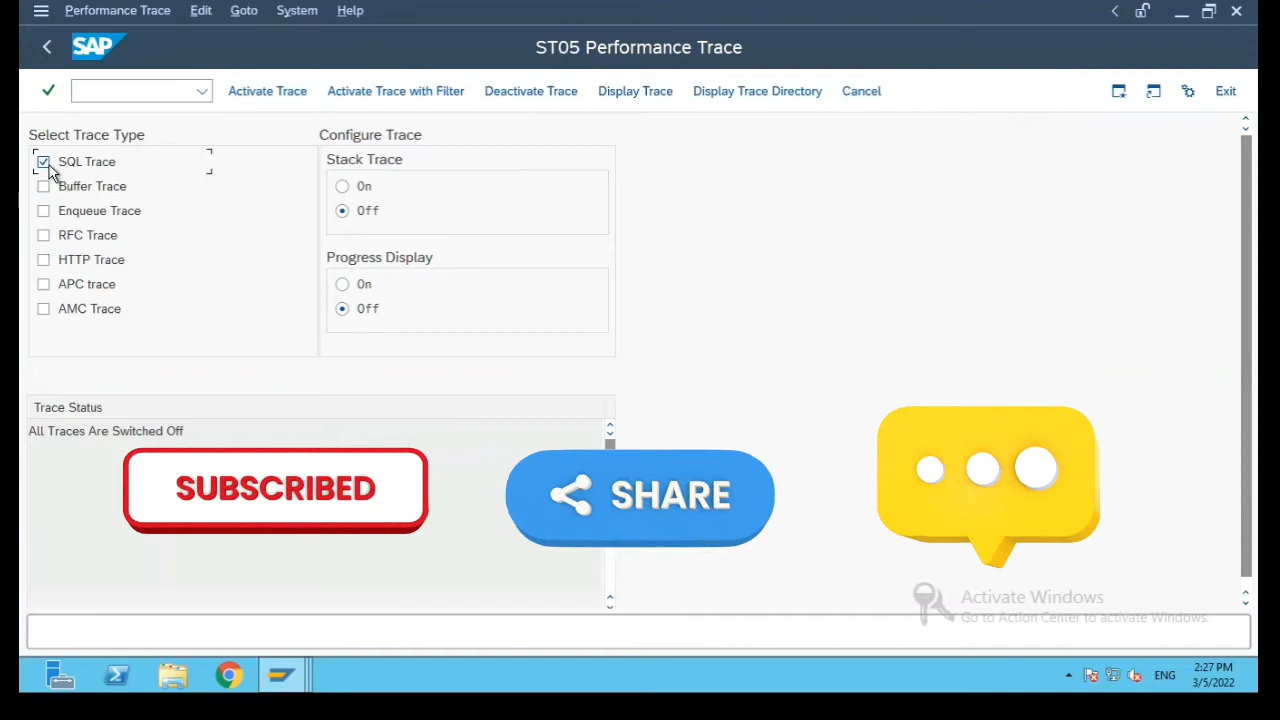 Performance Trace Edit Goto System Help
SAP
ST05 Performance Trace
Activate Trace Activate Trace with Filter Deactivate Trace Display Trace Display Trace Directory Cancel Exit
Select Trace Type
SQL Trace
Buffer Trace
Enqueue Trace
RFC Trace
HTTP Trace
APC trace
AMC Trace
Configure Trace
Stack Trace
On
Off
Progress Display
On
Off
Trace Status
All Traces Are Switched Off
SUBSCRIBED
SHARE
Activate Windows
Go to Action Center to activate Windows.
ENG
2:27 PM
3/5/2022